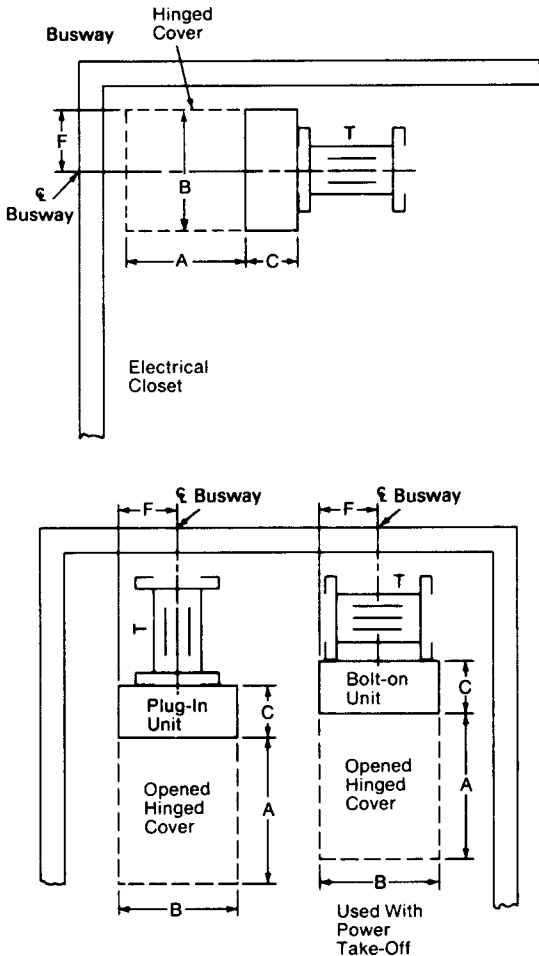 Hinged
Cover
Busway
F
T
B
℄
Busway
A
C
Electrical
Closet
F
℄ Busway
F
℄ Busway
T
T
Plug-In
Unit
C
Bolt-on
Unit
C
Opened
Hinged
Cover
A
Opened
Hinged
Cover
A
B
B
Used With
Power
Take-Off